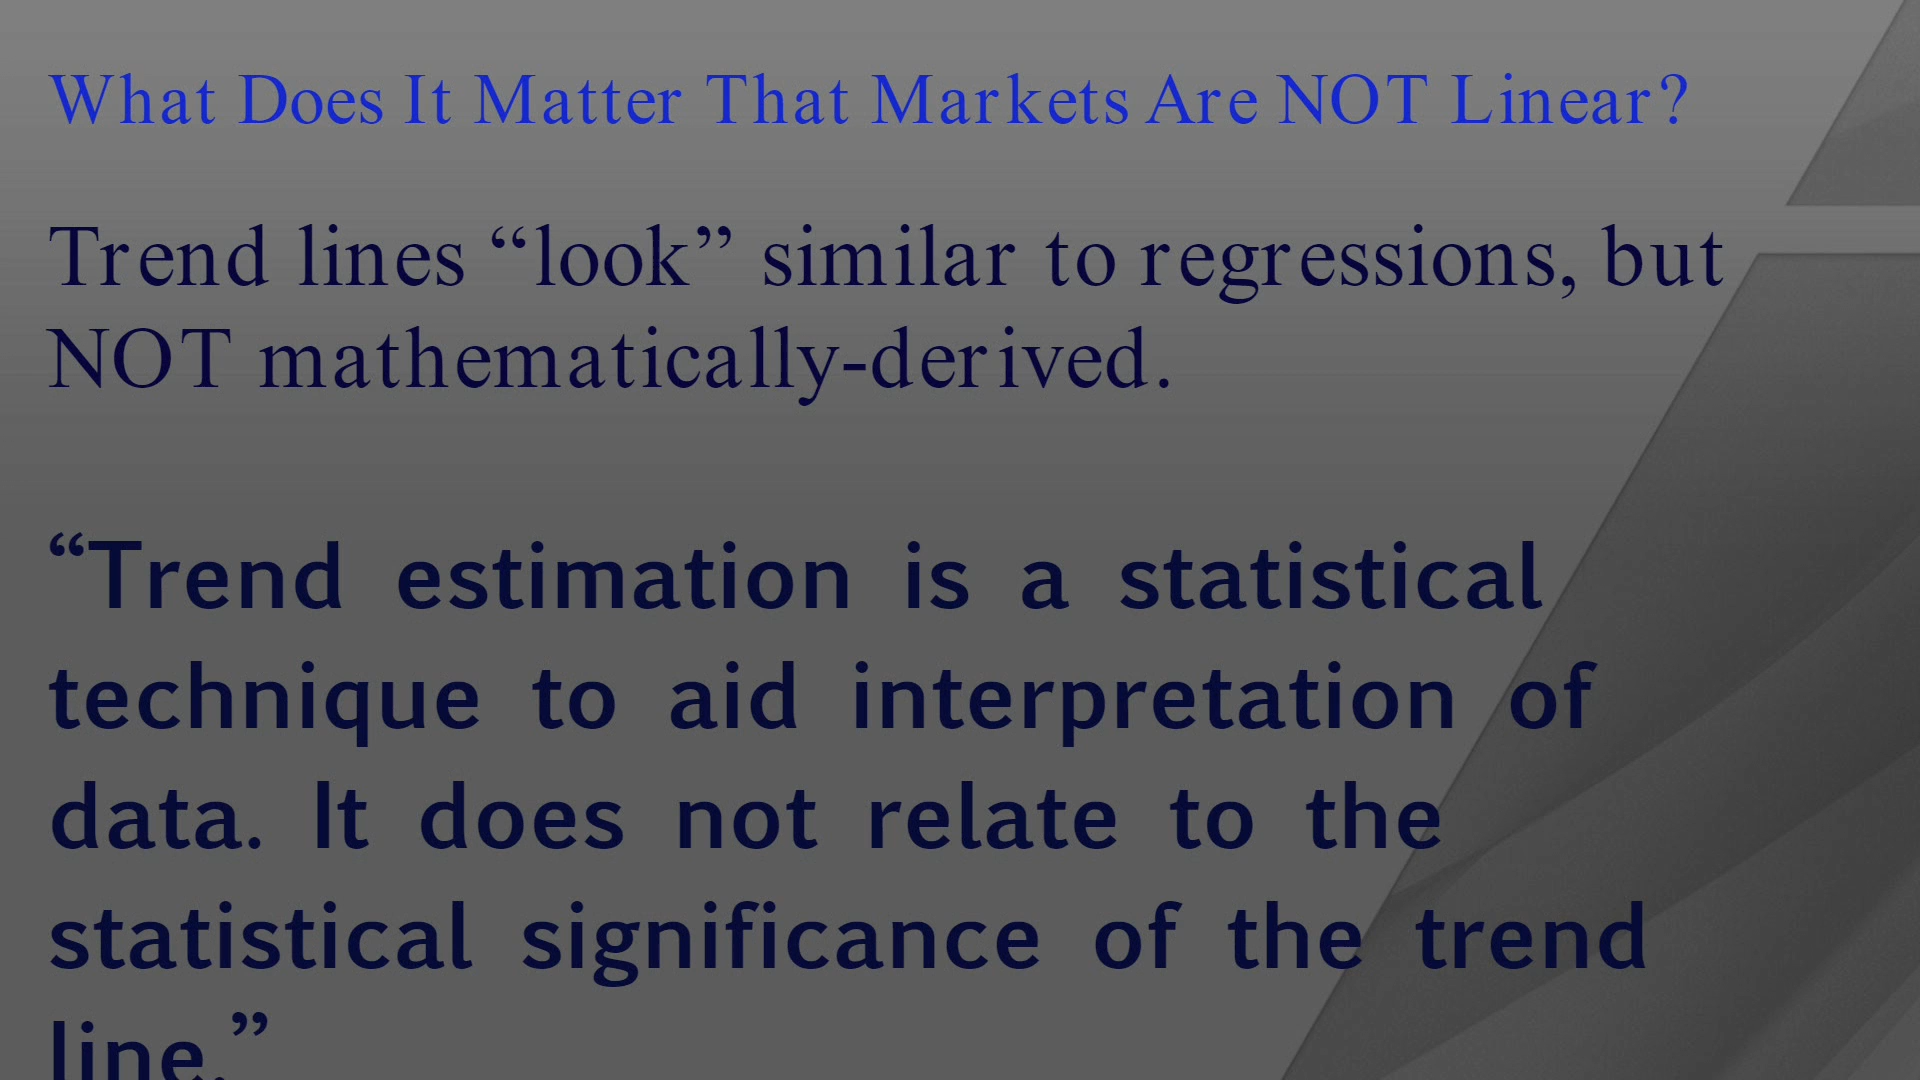 What Does It Matter That Markets Are NOT Linear?
Trend lines “look” similar to regressions, but
NOT mathematically-derived.
“Trend estimation is a statistical
technique to aid interpretation of
data. It does not relate to the
statistical significance of the trend
line.”